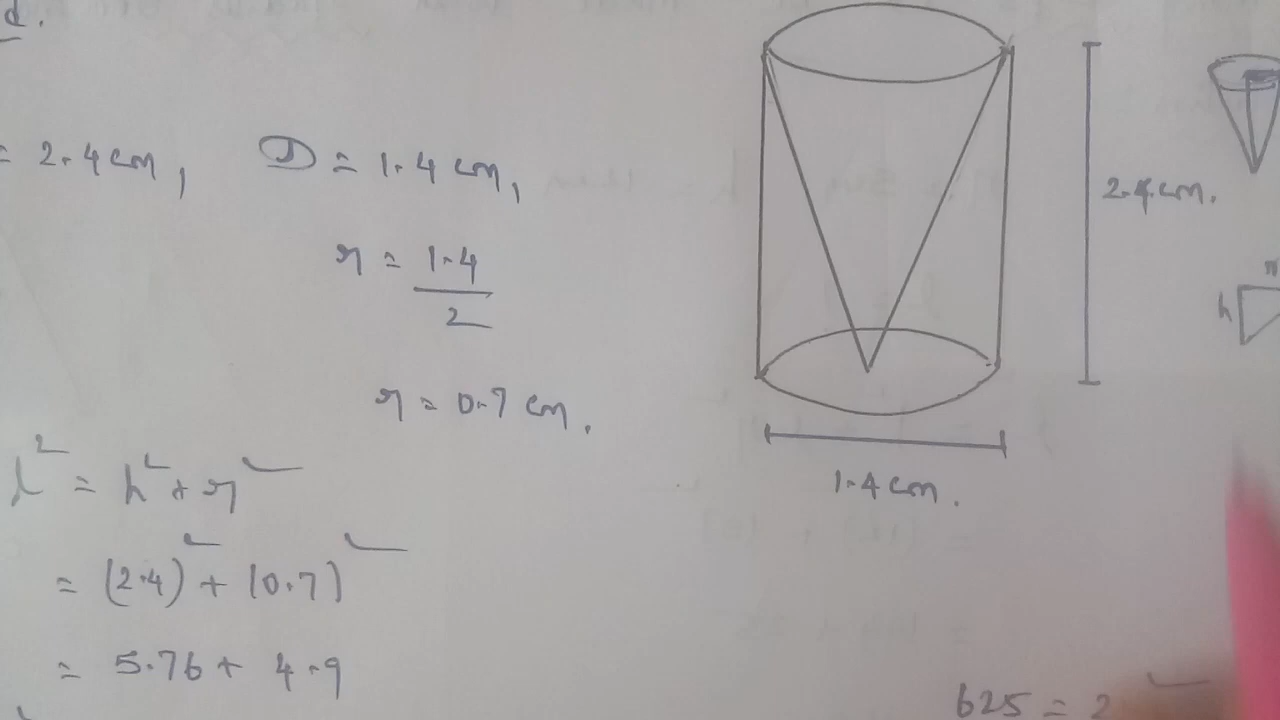 d.
= 2.4 cm, D = 1.4 cm,
r = 1.4
2
r = 0.7 cm.
l² = h² + r²
= (2.4)² + (0.7)²
= 5.76 + 4.9
2.4 cm.
1.4 cm.
h
625 = 2